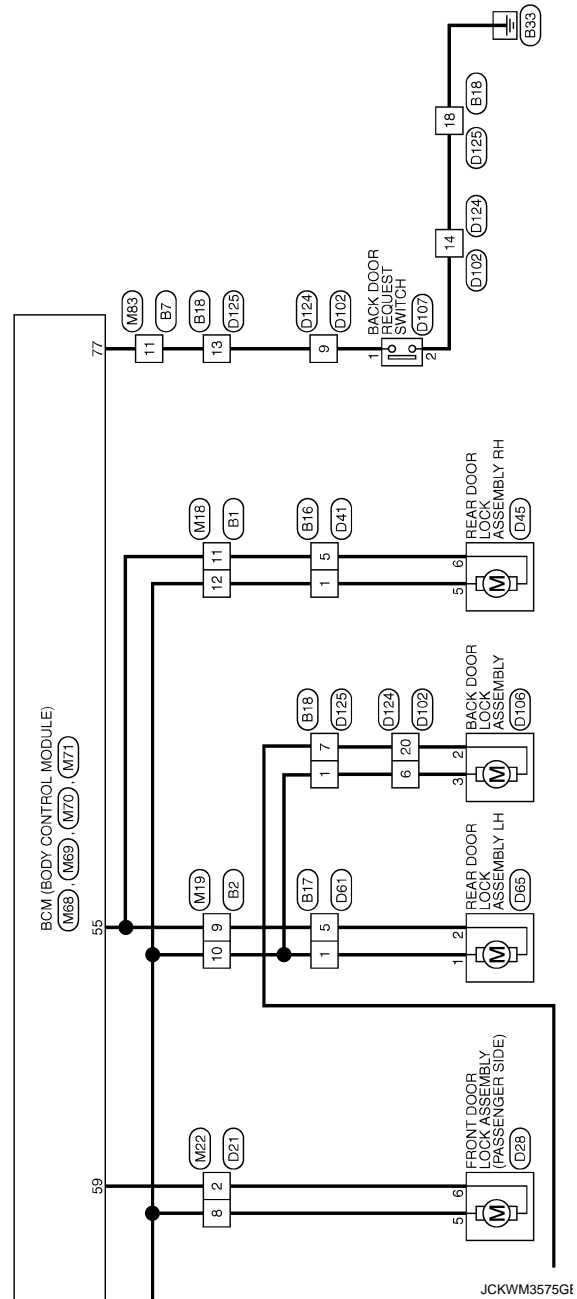 BCM (BODY CONTROL MODULE)
M68 , M69 , M70 , M71
59
55
77
M22
D21
8 2
5 6
FRONT DOOR
LOCK ASSEMBLY
(PASSENGER SIDE)
D28
M19
B2
10 9
B17
D61
1 5
1 2
REAR DOOR
LOCK
ASSEMBLY LH
D65
B18
D125
1 7
D124
D102
6 20
3 2
BACK DOOR
LOCK
ASSEMBLY
D106
M18
B1
12 11
B16
D41
1 5
5 6
REAR DOOR
LOCK
ASSEMBLY RH
D45
M83
B7
11
B18
D125
13
D124
D102
9
1
2
BACK DOOR
REQUEST
SWITCH
D107
D124
D102
14
B18
D125
18
B33
M
M
M
M
JCKWM3575GE